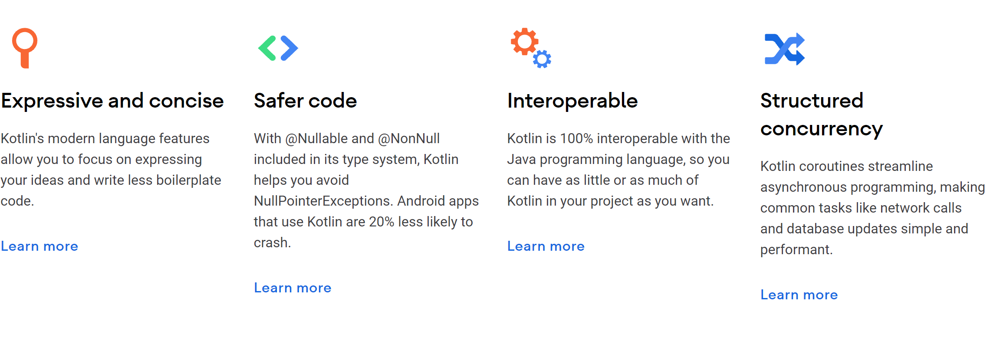 Expressive and concise
Kotlin's modern language features
allow you to focus on expressing
your ideas and write less boilerplate
code.
Learn more
Safer code
With @Nullable and @NonNull
included in its type system, Kotlin
helps you avoid
NullPointerExceptions. Android apps
that use Kotlin are 20% less likely to
crash.
Learn more
Interoperable
Kotlin is 100% interoperable with the
Java programming language, so you
can have as little or as much of
Kotlin in your project as you want.
Learn more
Structured
concurrency
Kotlin coroutines streamline
asynchronous programming, making
common tasks like network calls
and database updates simple and
performant.
Learn more